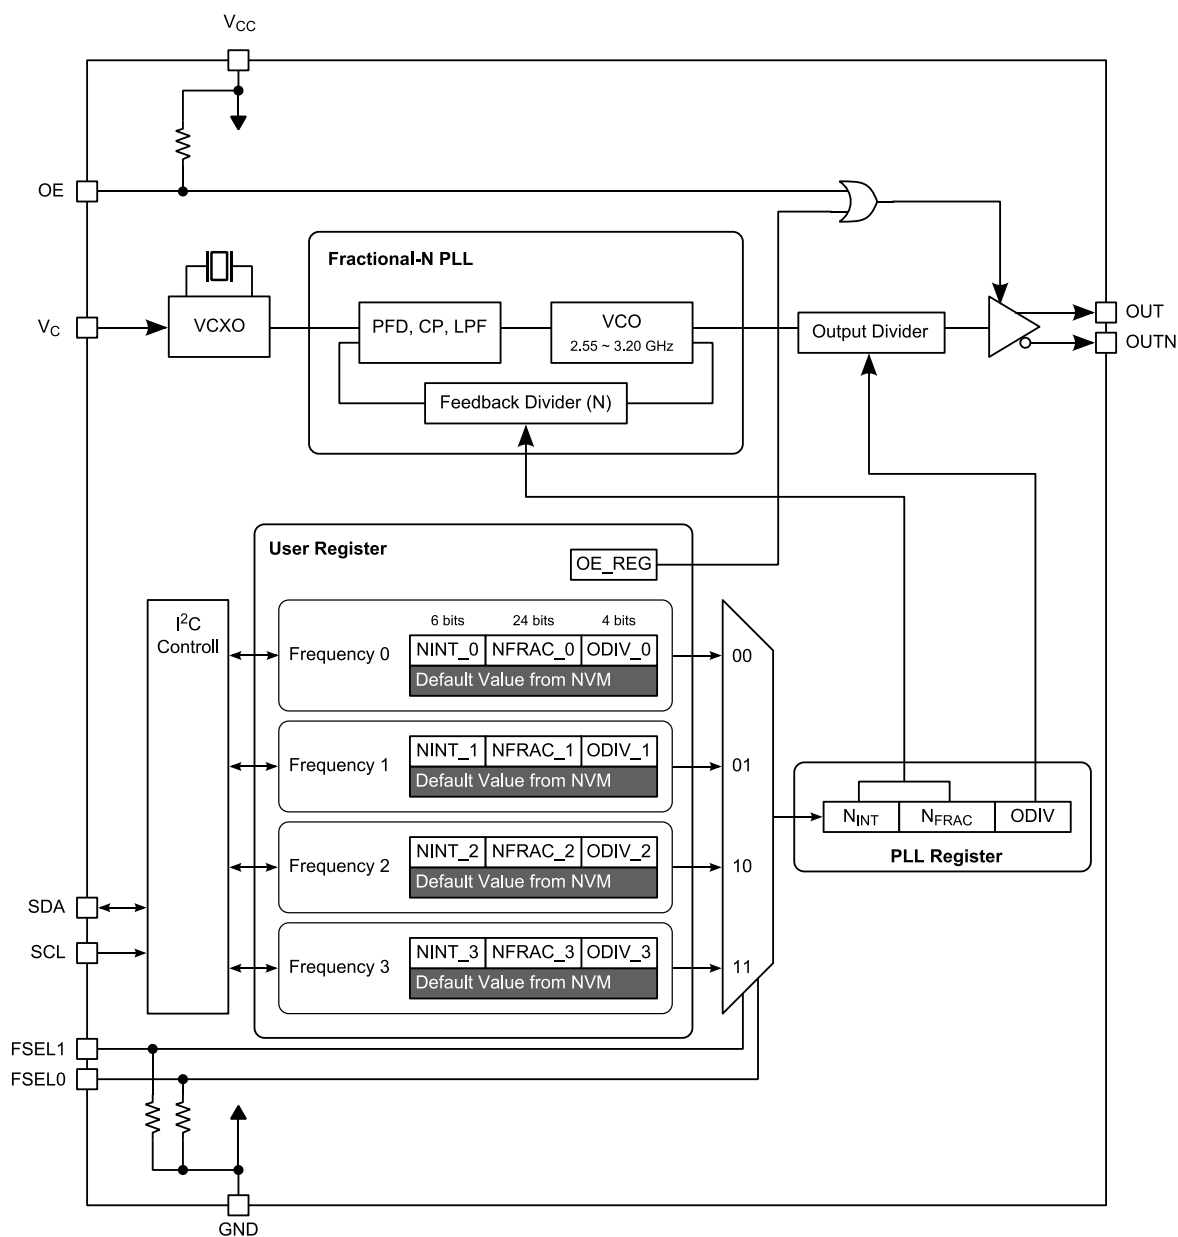 VCC
OE
Fractional-N PLL
VC
VCXO
PFD, CP, LPF
VCO
2.55 ~ 3.20 GHz
Output Divider
OUT
OUTN
Feedback Divider (N)
User Register
OE_REG
I2C
Controll
6 bits 24 bits 4 bits
Frequency 0
NINT_0 NFRAC_0 ODIV_0
Default Value from NVM
00
Frequency 1
NINT_1 NFRAC_1 ODIV_1
Default Value from NVM
01
NINT NFRAC ODIV
PLL Register
Frequency 2
NINT_2 NFRAC_2 ODIV_2
Default Value from NVM
10
SDA
SCL
Frequency 3
NINT_3 NFRAC_3 ODIV_3
Default Value from NVM
11
FSEL1
FSEL0
GND